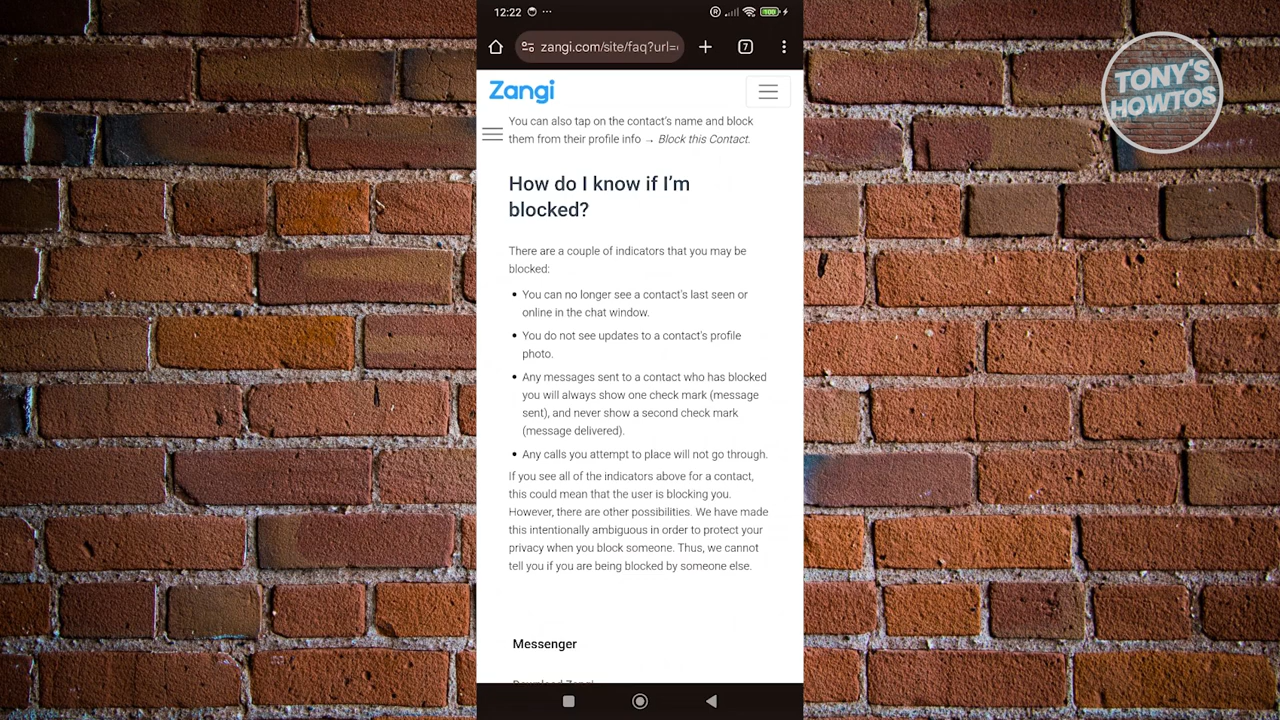 12:22
100
zangi.com/site/faq?url=
7
TONY'S
HOWTOS
Zangi
You can also tap on the contact's name and block
them from their profile info → Block this Contact.
How do I know if I'm
blocked?
There are a couple of indicators that you may be
blocked:
• You can no longer see a contact's last seen or
online in the chat window.
• You do not see updates to a contact's profile
photo.
• Any messages sent to a contact who has blocked
you will always show one check mark (message
sent), and never show a second check mark
(message delivered).
• Any calls you attempt to place will not go through.
If you see all of the indicators above for a contact,
this could mean that the user is blocking you.
However, there are other possibilities. We have made
this intentionally ambiguous in order to protect your
privacy when you block someone. Thus, we cannot
tell you if you are being blocked by someone else.
Messenger
Download Zangi